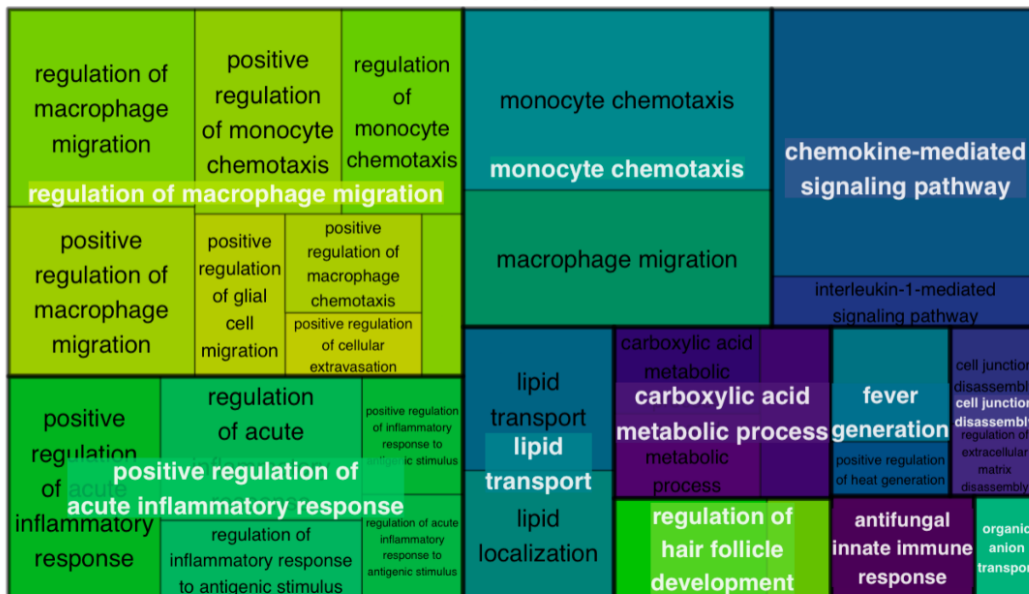 regulation of
macrophage
migration
positive
regulation
of monocyte
chemotaxis
regulation
of
monocyte
chemotaxis
regulation of macrophage migration
positive
regulation of
macrophage
migration
positive
regulation
of glial
cell
migration
positive
regulation of
macrophage
chemotaxis
positive regulation
of cellular
extravasation
monocyte chemotaxis
monocyte chemotaxis
macrophage migration
chemokine-mediated
signaling pathway
interleukin-1-mediated
signaling pathway
positive
regulation
of acute
inflammatory
response
regulation
of acute
positive regulation
of inflammatory
response to
antigenic stimulus
positive regulation of
acute inflammatory response
regulation of
inflammatory response
to antigenic stimulus
regulation of acute
inflammatory
response to
antigenic stimulus
lipid
transport
lipid
transport
lipid
localization
carboxylic acid
metabolic
carboxylic acid
metabolic process
metabolic
process
fever
generation
positive regulation
of heat generation
cell junction
disassembly
cell junction
disassembly
regulation of
extracellular
matrix
disassembly
regulation of
hair follicle
development
antifungal
innate immune
response
organic
anion
transport